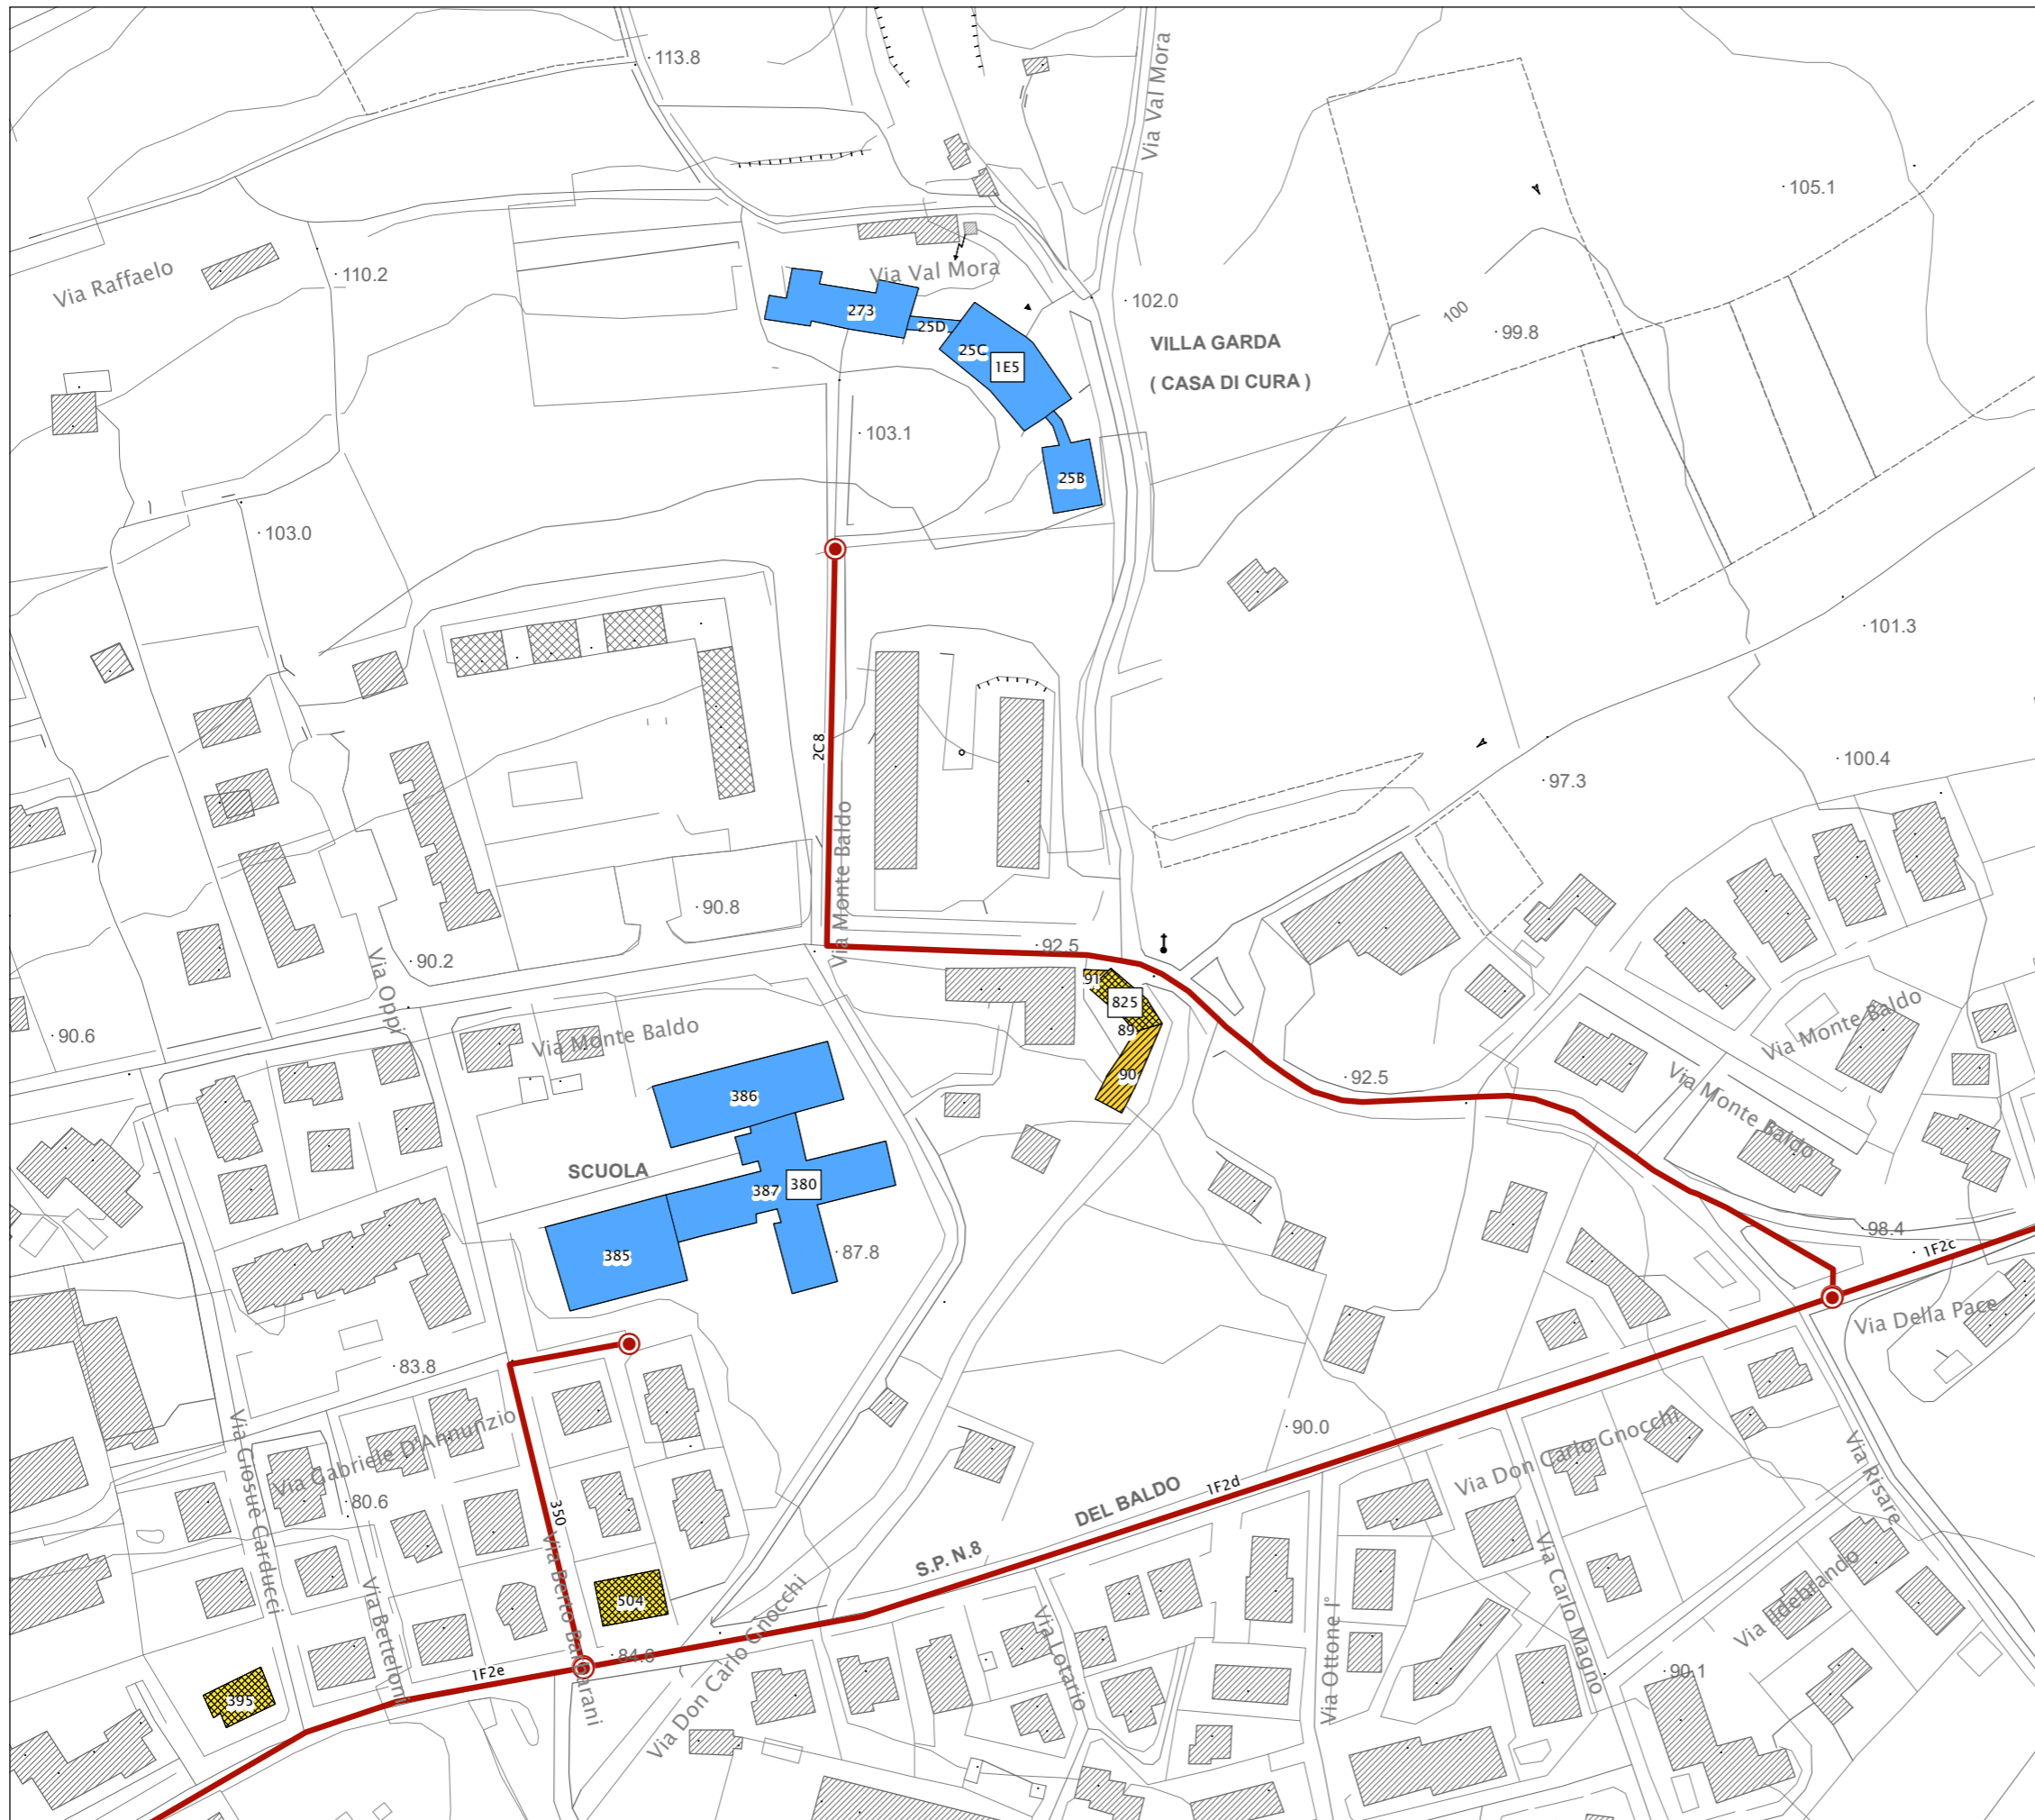 113.8
Via Val Mora
105.1
Via Raffaelo
110.2
Via Val Mora
102.0
273
25D
100
99.8
VILLA GARDA
25C
1E5
( CASA DI CURA )
103.1
25B
103.0
101.3
2C8
100.4
97.3
Via Monte Baldo
90.8
92.5
90.2
Via Oppi
91
825
89
90.6
Via Monte Baldo
Via Monte Baldo
90
92.5
386
Via Monte Baldo
SCUOLA
387
380
98.4
385
87.8
1F2c
Via Della Pace
83.8
Via Giosuè Carducci
Via Gabriele D'Annunzio
90.0
Via Don Carlo Gnocchi
Via Risare
80.6
350
DEL BALDO
1F2d
S.P. N.8
Via Carlo Magno
Via Ildebrando
Via Betteloni
Via Berto Barbarani
504
Via Don Carlo Gnocchi
Via Lotario
Via Ottone I°
84.6
1F2e
90.1
395